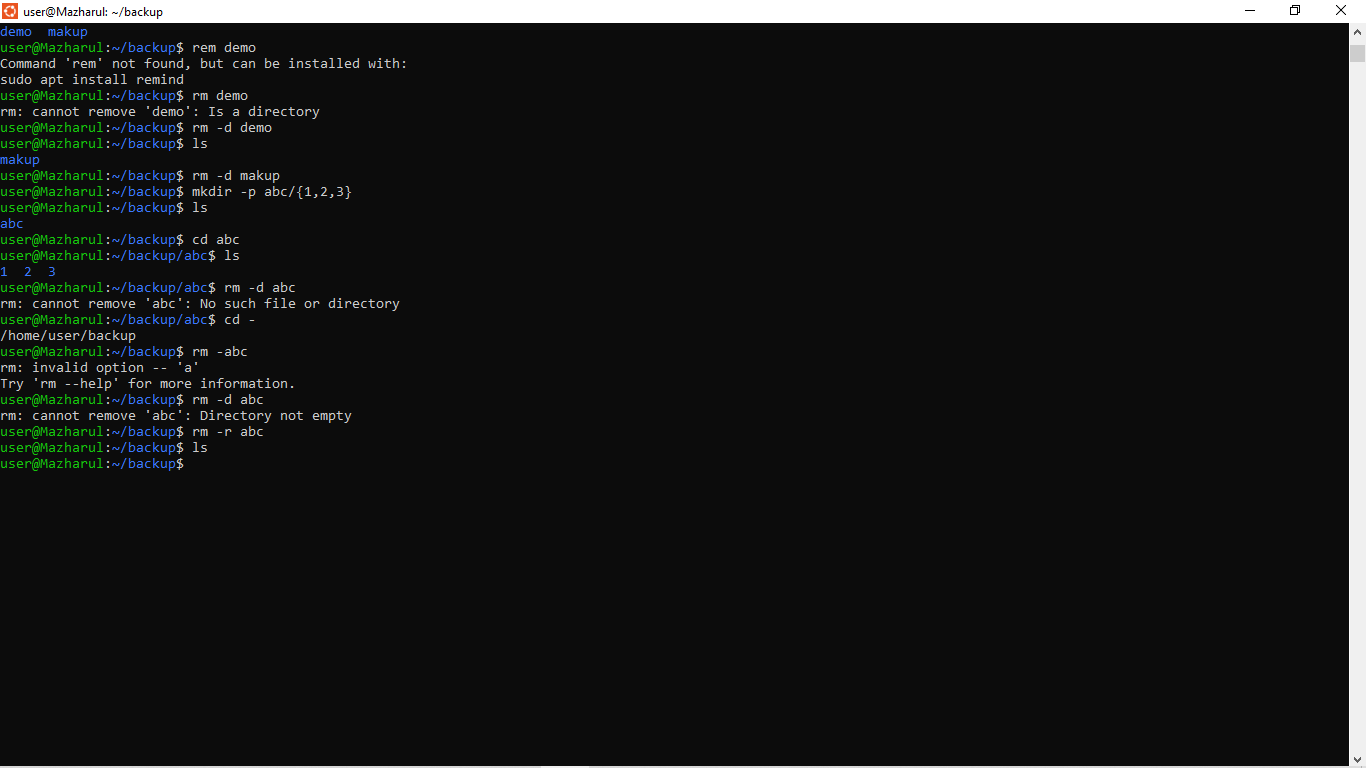 user@Mazharul: ~/backup
demo  makup
user@Mazharul:~/backup$ rem demo
Command 'rem' not found, but can be installed with:
sudo apt install remind
user@Mazharul:~/backup$ rm demo
rm: cannot remove 'demo': Is a directory
user@Mazharul:~/backup$ rm -d demo
user@Mazharul:~/backup$ ls
makup
user@Mazharul:~/backup$ rm -d makup
user@Mazharul:~/backup$ mkdir -p abc/{1,2,3}
user@Mazharul:~/backup$ ls
abc
user@Mazharul:~/backup$ cd abc
user@Mazharul:~/backup/abc$ ls
1  2  3
user@Mazharul:~/backup/abc$ rm -d abc
rm: cannot remove 'abc': No such file or directory
user@Mazharul:~/backup/abc$ cd -
/home/user/backup
user@Mazharul:~/backup$ rm -abc
rm: invalid option -- 'a'
Try 'rm --help' for more information.
user@Mazharul:~/backup$ rm -d abc
rm: cannot remove 'abc': Directory not empty
user@Mazharul:~/backup$ rm -r abc
user@Mazharul:~/backup$ ls
user@Mazharul:~/backup$